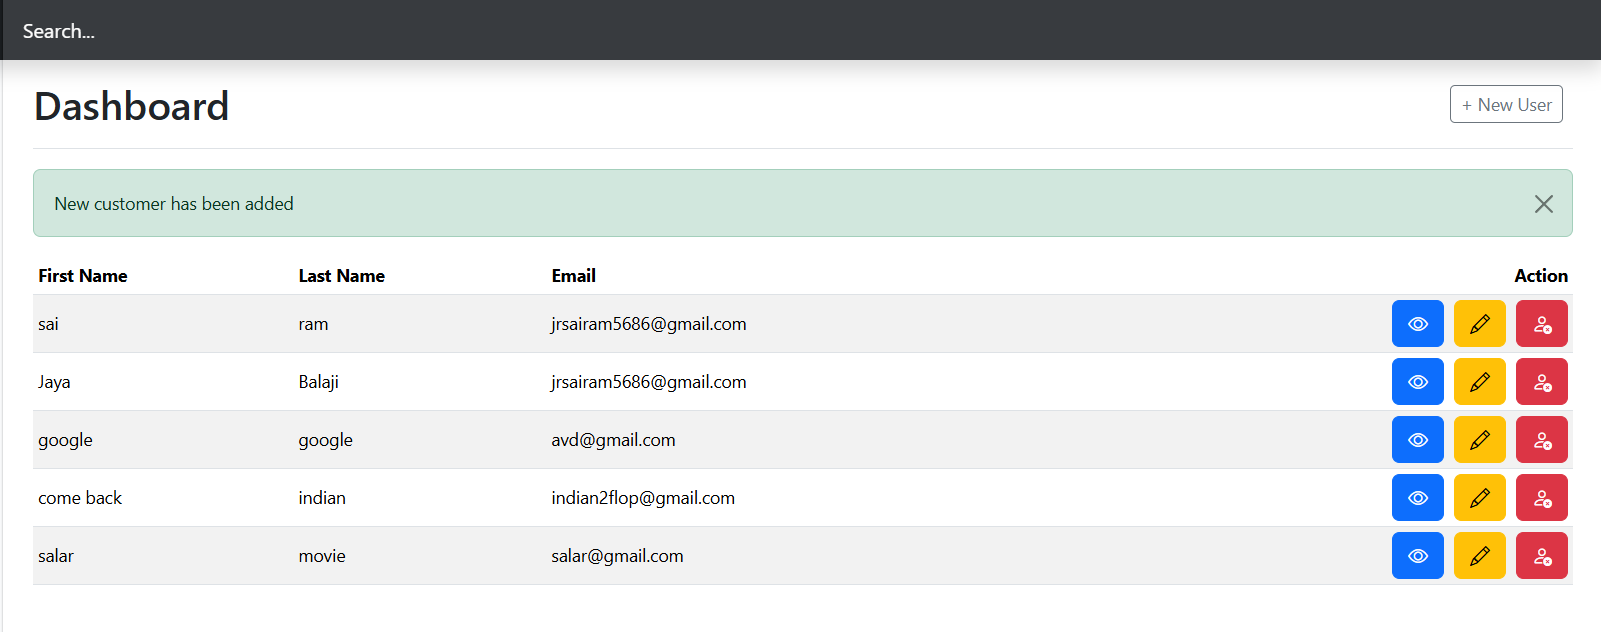 Search...
Dashboard
+ New User
New customer has been added
First Name Last Name Email Action
sai ram jrsairam5686@gmail.com
Jaya Balaji jrsairam5686@gmail.com
google google avd@gmail.com
come back indian indian2flop@gmail.com
salar movie salar@gmail.com